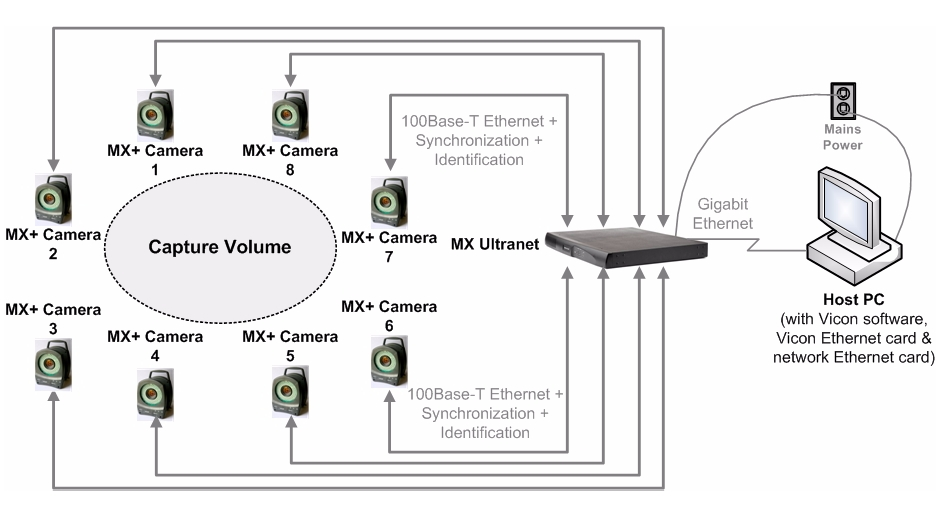 MX+ Camera
1
MX+ Camera
8
100Base-T Ethernet +
Synchronization +
Identification
Mains
Power
MX+ Camera
2
Capture Volume
MX+ Camera
7
MX Ultranet
Gigabit
Ethernet
Host PC
(with Vicon software,
Vicon Ethernet card &
network Ethernet card)
MX+ Camera
3
MX+ Camera
4
MX+ Camera
5
MX+ Camera
6
100Base-T Ethernet +
Synchronization +
Identification